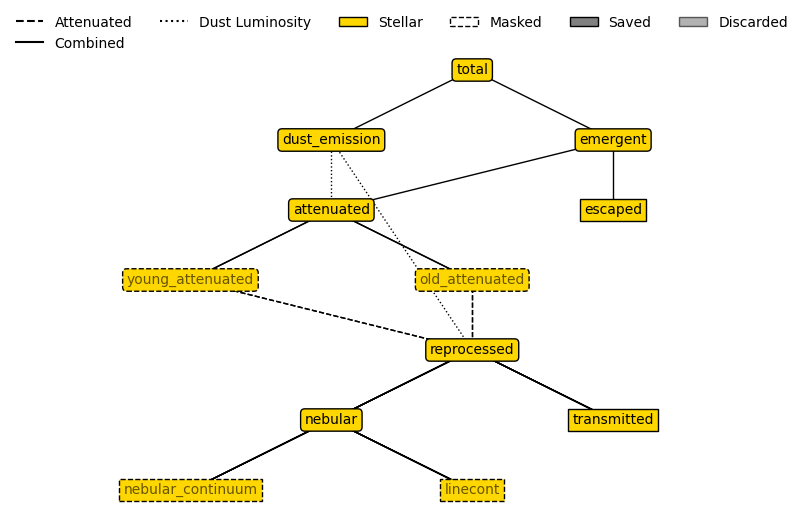 Attenuated
Dust Luminosity
Stellar
Masked
Saved
Discarded
Combined
total
dust_emission
emergent
attenuated
escaped
young_attenuated
old_attenuated
reprocessed
nebular
transmitted
nebular_continuum
linecont